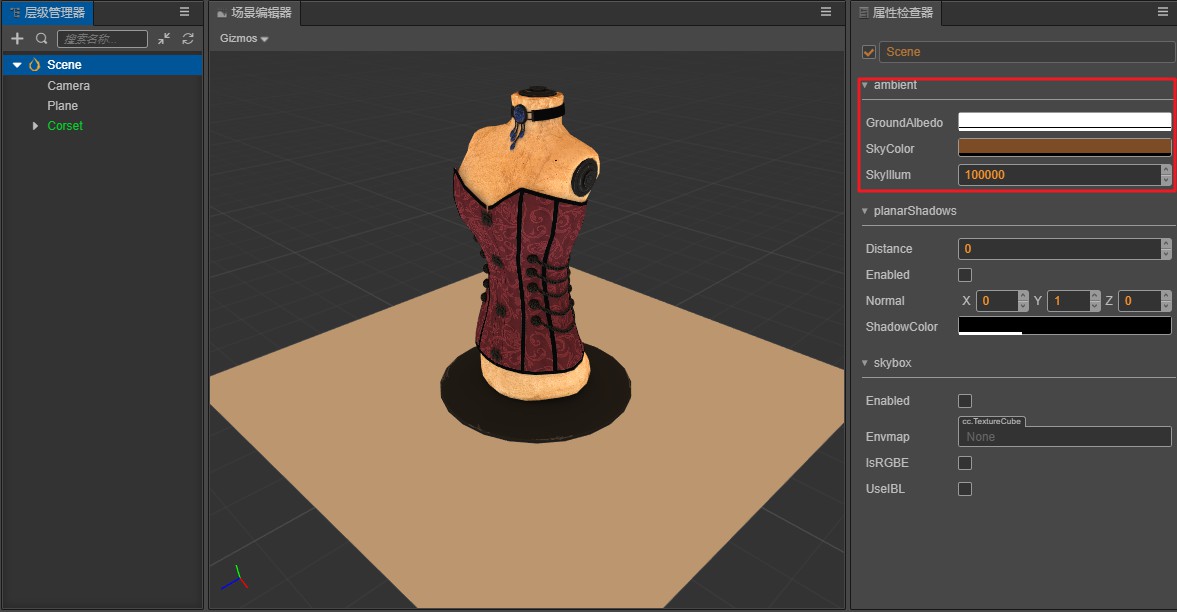 层级管理器
搜索名称...
Scene
Camera
Plane
Corset
场景编辑器
Gizmos
属性检查器
Scene
ambient
GroundAlbedo
SkyColor
SkyIllum 100000
planarShadows
Distance 0
Enabled
Normal X 0 Y 1 Z 0
ShadowColor
skybox
Enabled
cc.TextureCube
Envmap None
IsRGBE
UseIBL